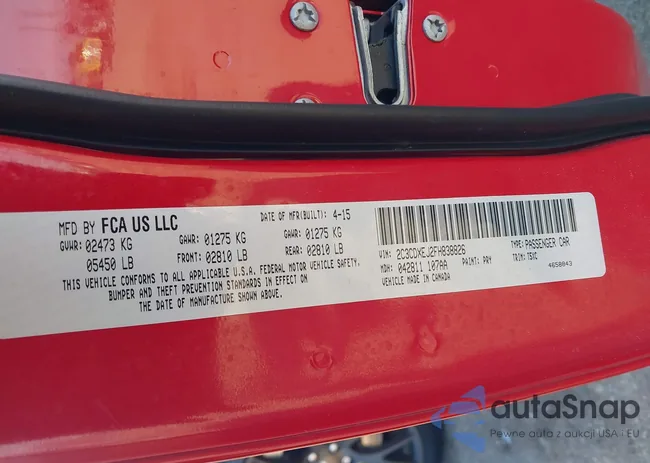 MFD BY FCA US LLC
DATE OF MFR(BUILT): 4-15
GVWR: 02473 KG
GAWR: 01275 KG
GAWR: 01275 KG
05450 LB
FRONT: 02810 LB
REAR: 02810 LB
THIS VEHICLE CONFORMS TO ALL APPLICABLE U.S.A. FEDERAL MOTOR VEHICLE SAFETY,
BUMPER AND THEFT PREVENTION STANDARDS IN EFFECT ON
THE DATE OF MANUFACTURE SHOWN ABOVE.
VIN: 2C3CDXEJ2FH838826
TYPE: PASSENGER CAR
MDH: 042811 107AA
PAINT: PRY
TRIM: T5XC
VEHICLE MADE IN CANADA
4658043
autaSnap
Pewne auta z aukcji USA i EU